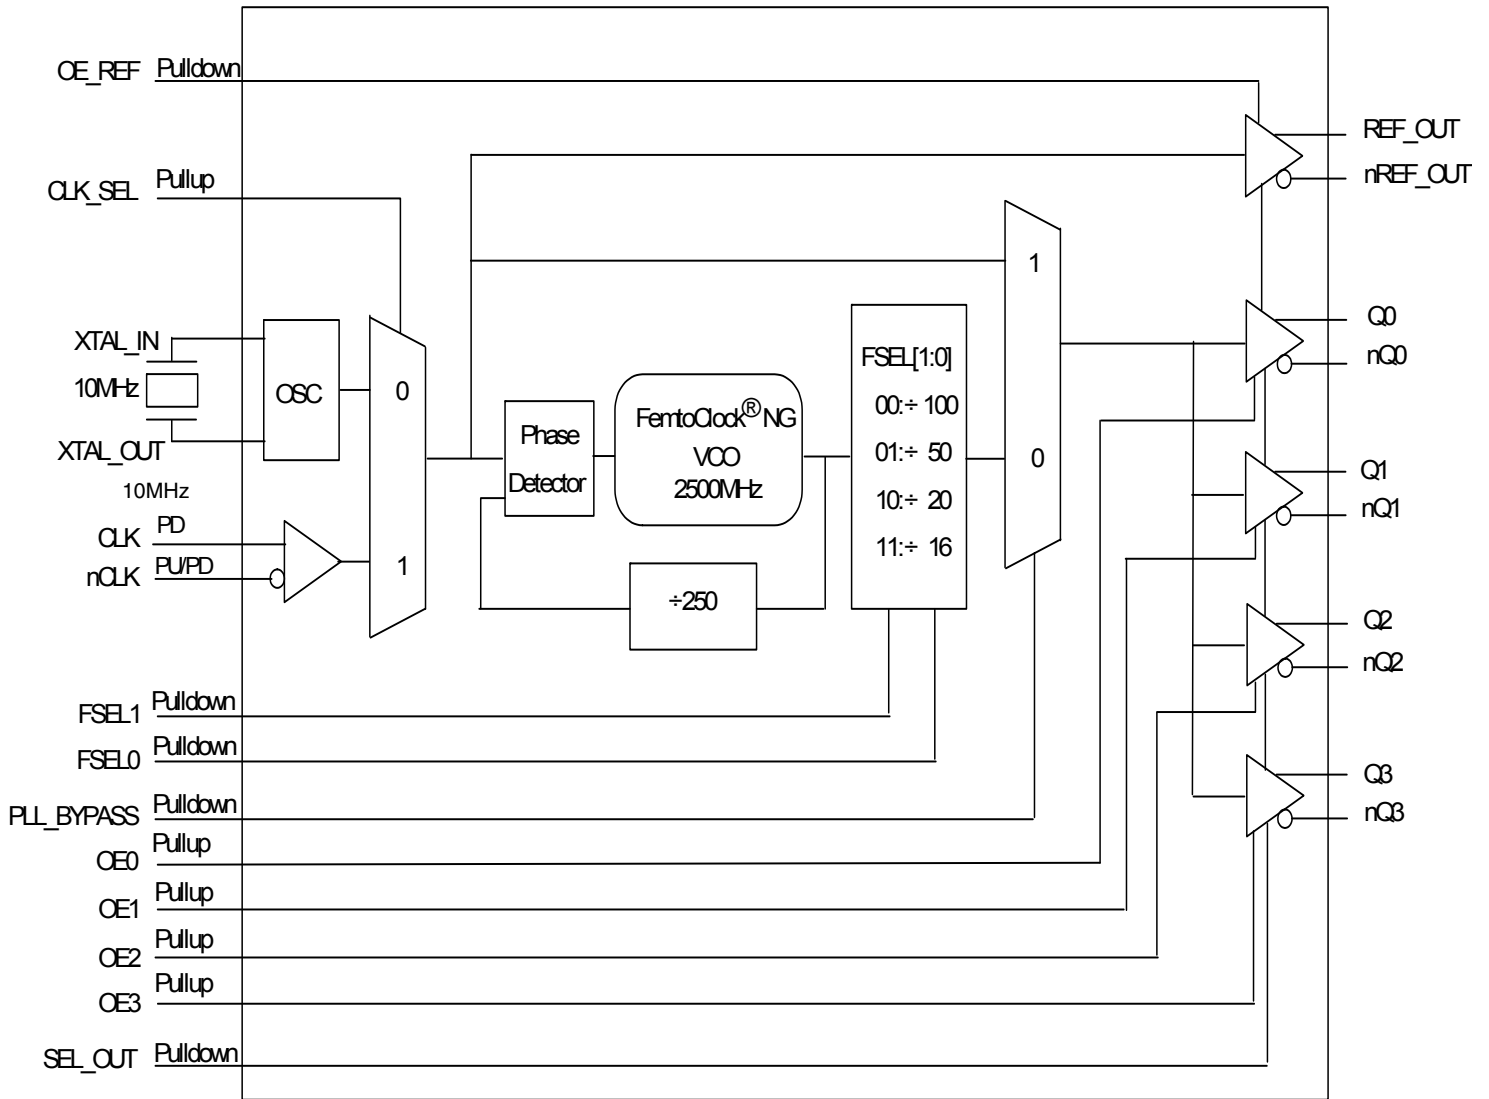 OE_REF Pulldown
REF_OUT
nREF_OUT
CLK_SEL Pullup
1
XTAL_IN
10MHz
XTAL_OUT
OSC
0
10MHz
CLK PD
nCLK PU/PD
1
Phase
Detector
FemtoClock® NG
VCO
2500MHz
÷250
FSEL[1:0]
00:÷ 100
01:÷ 50
10:÷ 20
11:÷ 16
0
Q0
nQ0
Q1
nQ1
Q2
nQ2
Q3
nQ3
FSEL1 Pulldown
FSEL0 Pulldown
PLL_BYPASS Pulldown
OE0 Pullup
OE1 Pullup
OE2 Pullup
OE3 Pullup
SEL_OUT Pulldown